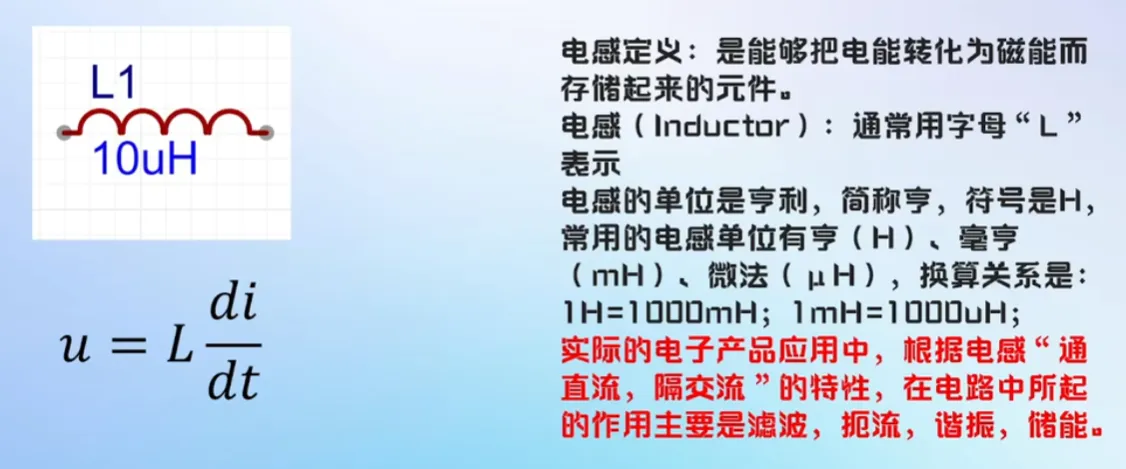 L1
10uH
u = L di/dt
电感定义：是能够把电能转化为磁能而
存储起来的元件。
电感（Inductor）：通常用字母“L”
表示
电感的单位是亨利，简称亨，符号是H，
常用的电感单位有亨（H）、毫亨
（mH）、微法（μH），换算关系是：
1H=1000mH；1mH=1000uH；
实际的电子产品应用中，根据电感“通
直流，隔交流”的特性，在电路中所起
的作用主要是滤波，扼流，谐振，储能。